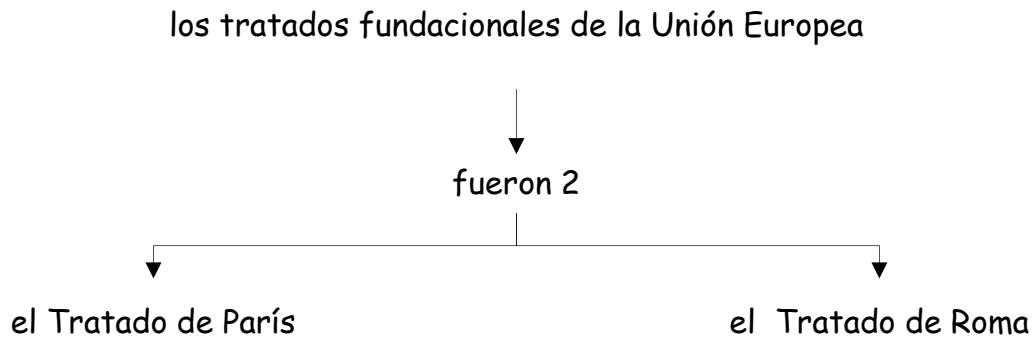 los tratados fundacionales de la Unión Europea
fueron 2
el Tratado de París
el Tratado de Roma